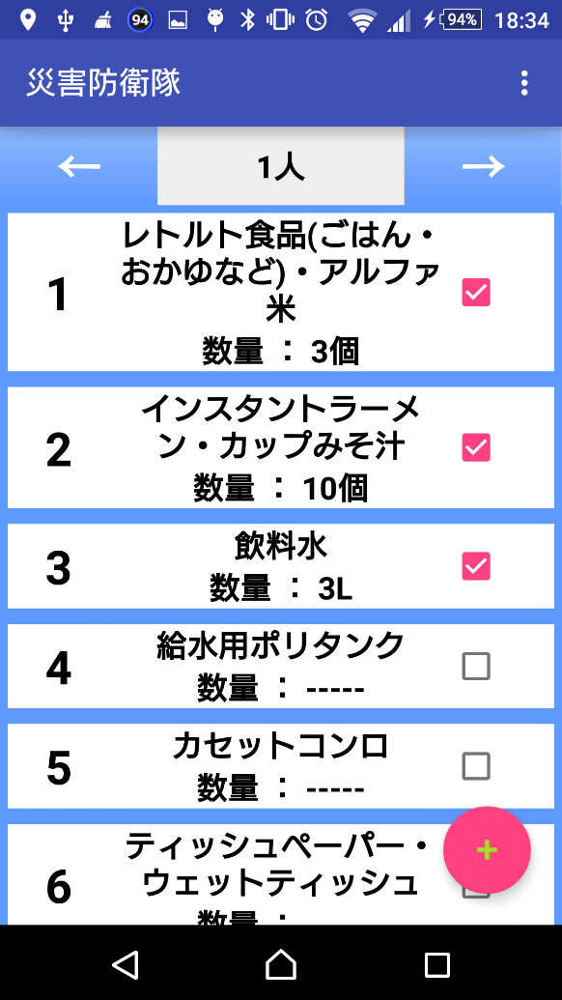 94
94%
18:34
災害防衛隊
1人
1
レトルト食品(ごはん・
おかゆなど)・アルファ
米
数量 : 3個
2
インスタントラーメ
ン・カップみそ汁
数量 : 10個
3
飲料水
数量 : 3L
4
給水用ポリタンク
数量 : -----
5
カセットコンロ
数量 : -----
6
ティッシュペーパー・
ウェットティッシュ
数量 :